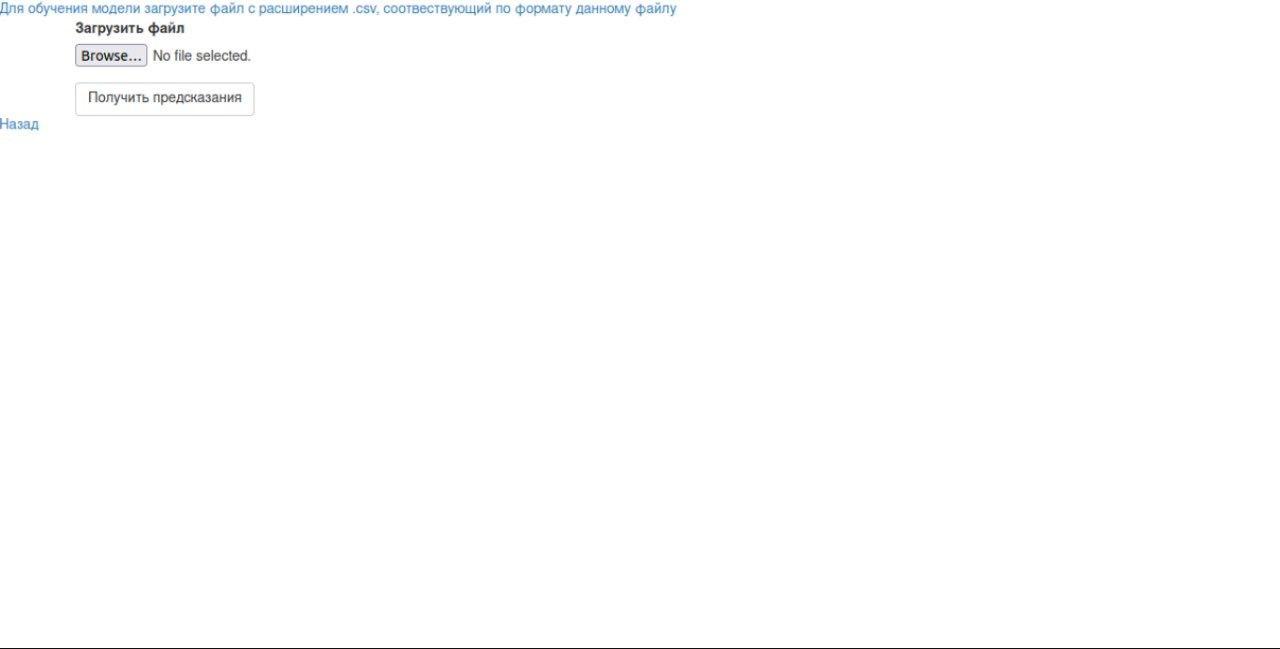 Для обучения модели загрузите файл с расширением .csv, соотвествующий по формату данному файлу
Загрузить файл
Browse... No file selected.
Получить предсказания
Назад